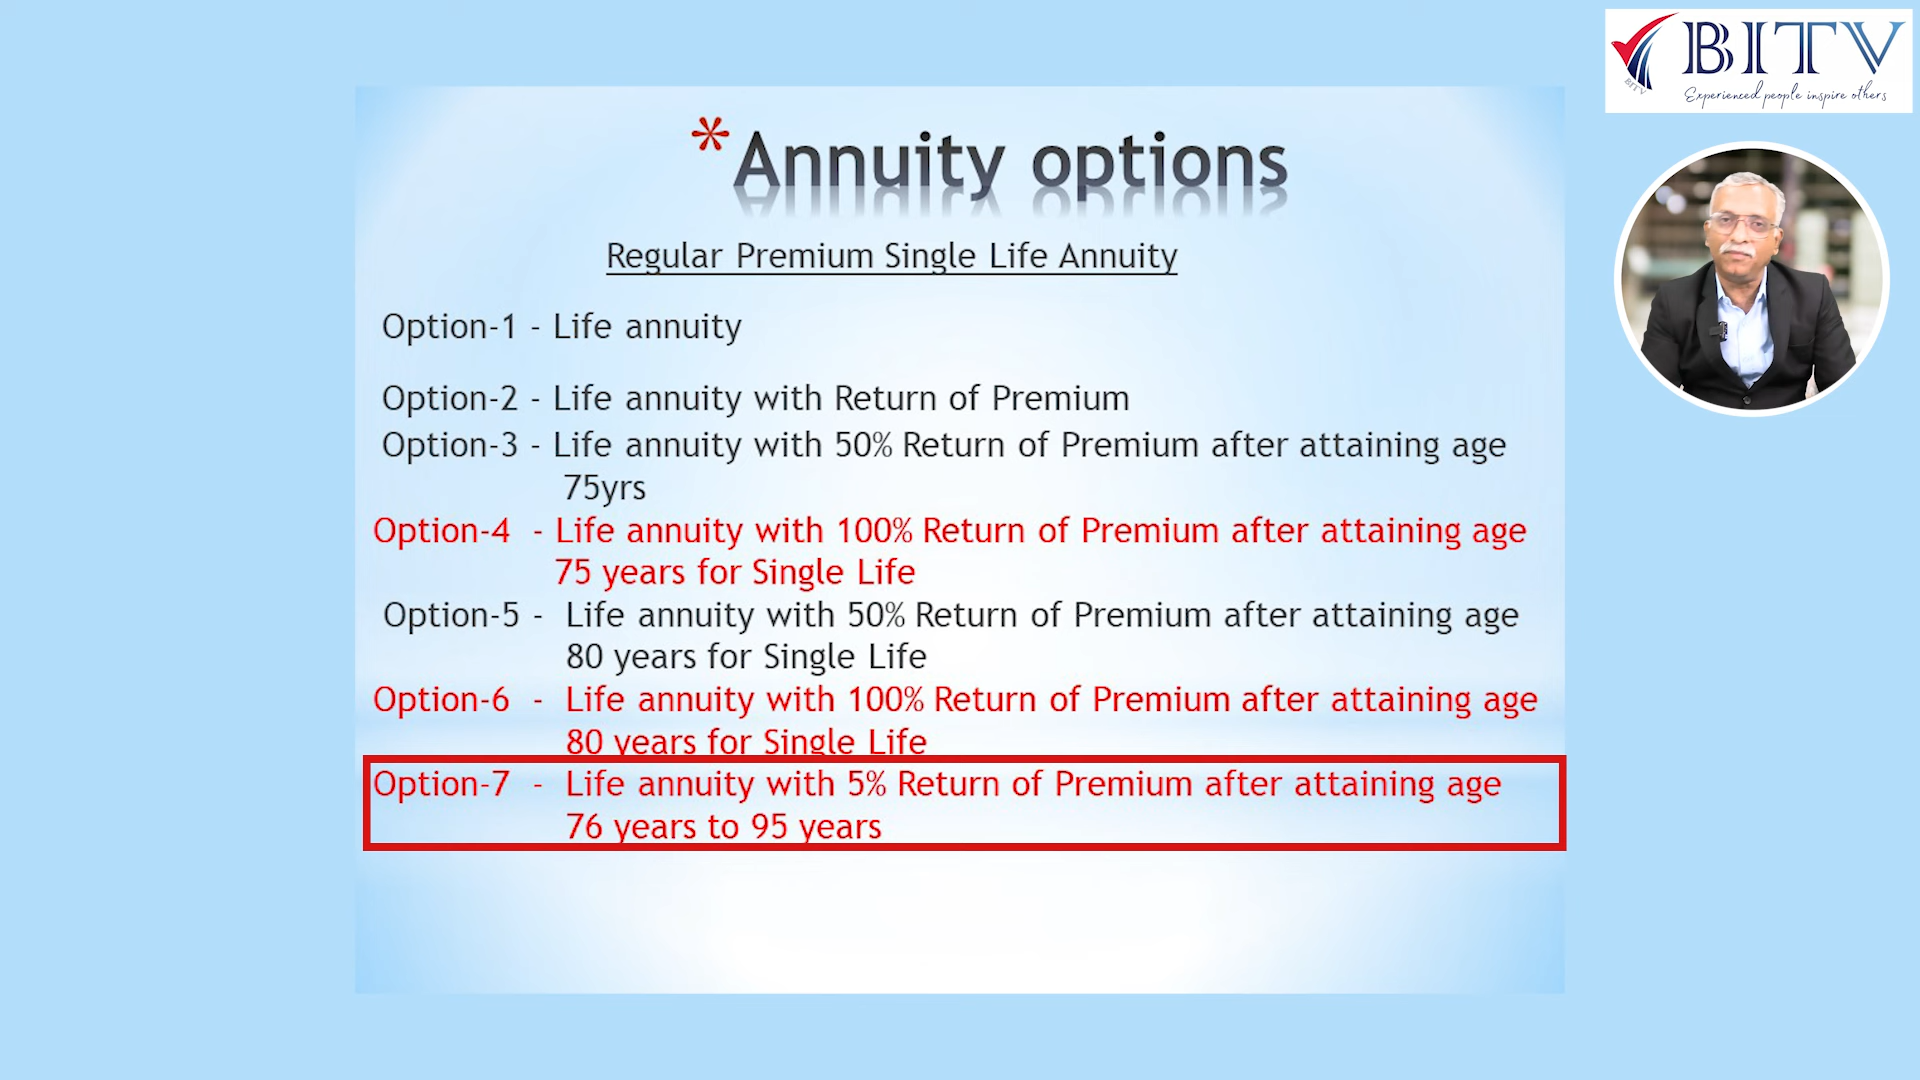 BITV
Experienced people inspire others
BITV
*Annuity options
Regular Premium Single Life Annuity
Option-1 - Life annuity
Option-2 - Life annuity with Return of Premium
Option-3 - Life annuity with 50% Return of Premium after attaining age
75yrs
Option-4 - Life annuity with 100% Return of Premium after attaining age
75 years for Single Life
Option-5 - Life annuity with 50% Return of Premium after attaining age
80 years for Single Life
Option-6 - Life annuity with 100% Return of Premium after attaining age
80 years for Single Life
Option-7 - Life annuity with 5% Return of Premium after attaining age
76 years to 95 years